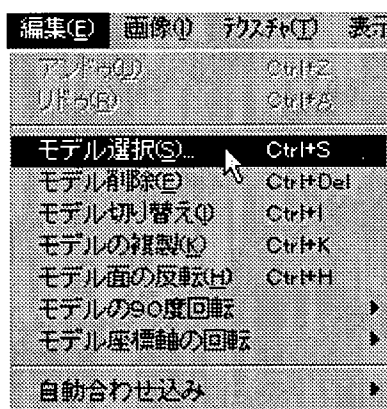 編集(E) 画像(I) テクスチャ(T) 表示
アンドゥ(U) Ctrl+Z
リドゥ(R) Ctrl+A
モデル選択(S)... Ctrl+S
モデル削除(E) Ctrl+Del
モデル切り替え(I) Ctrl+I
モデルの複製(K) Ctrl+K
モデル面の反転(H) Ctrl+H
モデルの90度回転
モデル座標軸の回転
自動合わせ込み